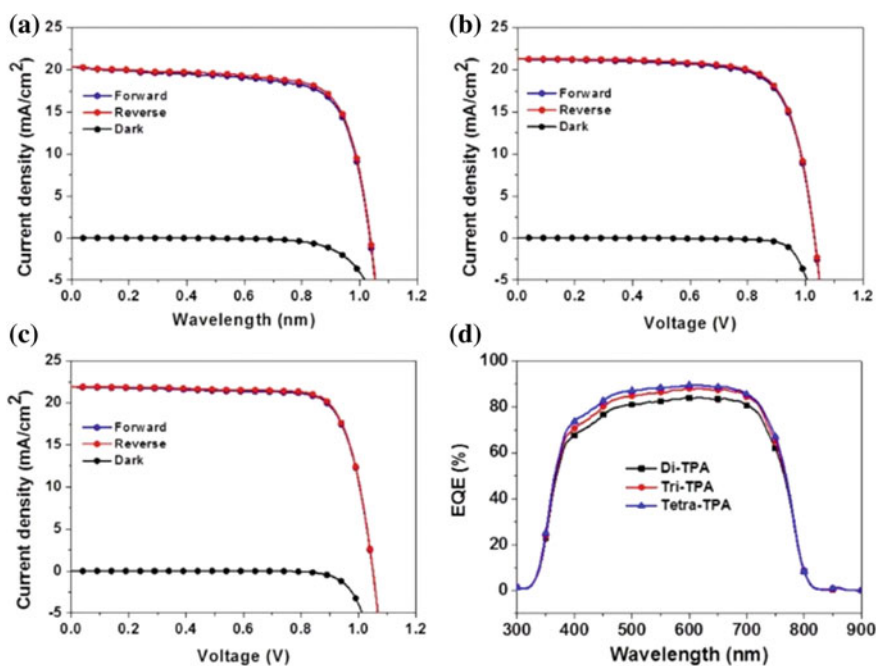 (a)
Current density (mA/cm²)
25
20
15
10
5
0
-5
Forward
Reverse
Dark
0.0 0.2 0.4 0.6 0.8 1.0 1.2
Wavelength (nm)
(b)
Current density (mA/cm²)
25
20
15
10
5
0
-5
Forward
Reverse
Dark
0.0 0.2 0.4 0.6 0.8 1.0 1.2
Voltage (V)
(c)
Current density (mA/cm²)
25
20
15
10
5
0
-5
Forward
Reverse
Dark
0.0 0.2 0.4 0.6 0.8 1.0 1.2
Voltage (V)
(d)
EQE (%)
100
80
60
40
20
0
Di-TPA
Tri-TPA
Tetra-TPA
300 400 500 600 700 800 900
Wavelength (nm)